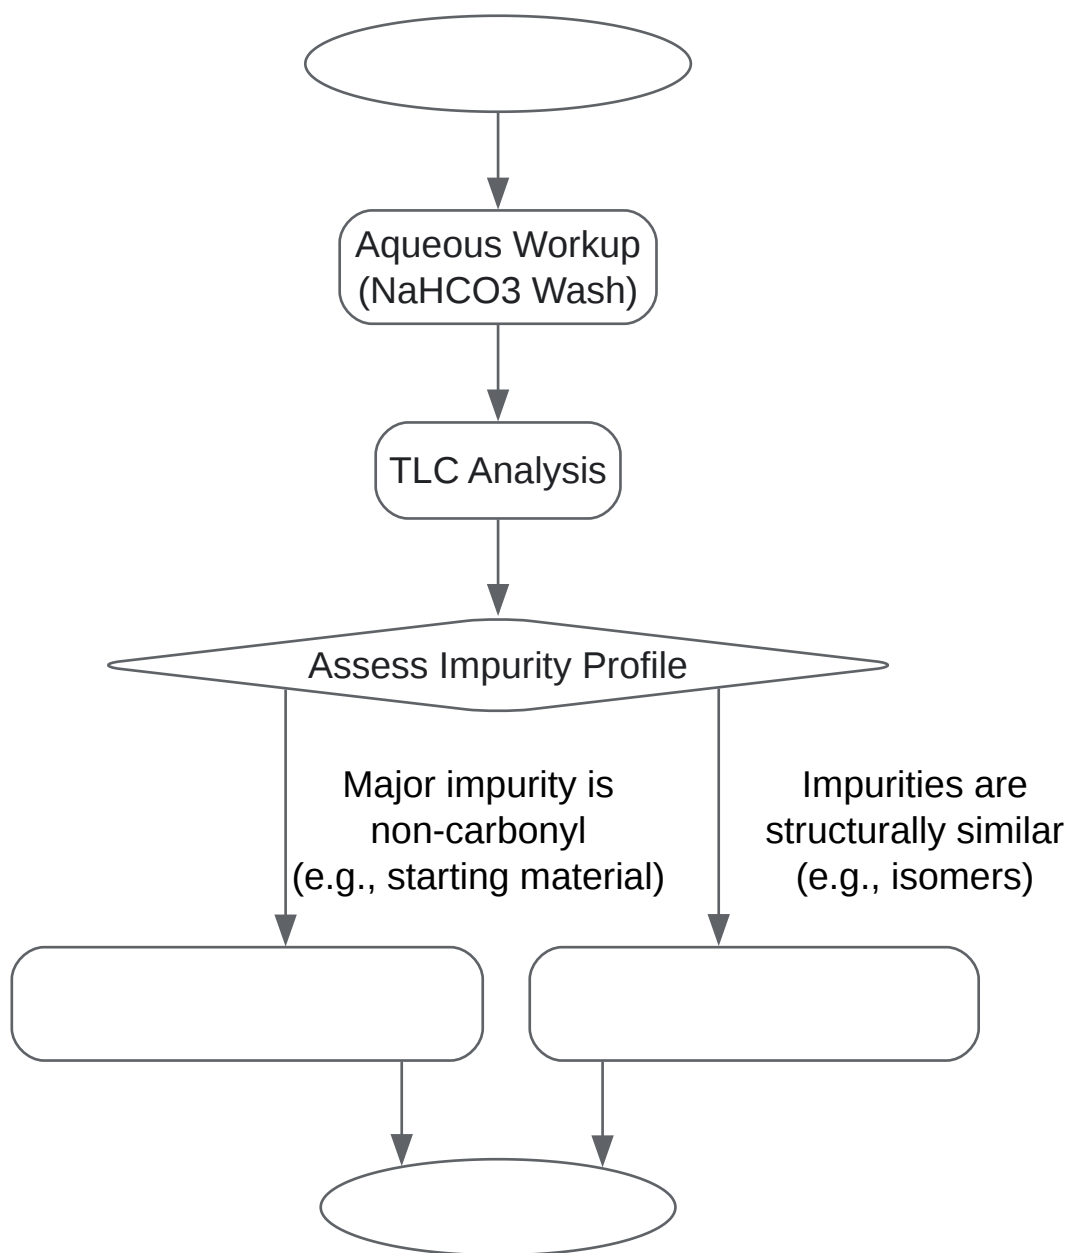 Aqueous Workup
(NaHCO3 Wash)
TLC Analysis
Assess Impurity Profile
Major impurity is
non-carbonyl
(e.g., starting material)
Impurities are
structurally similar
(e.g., isomers)